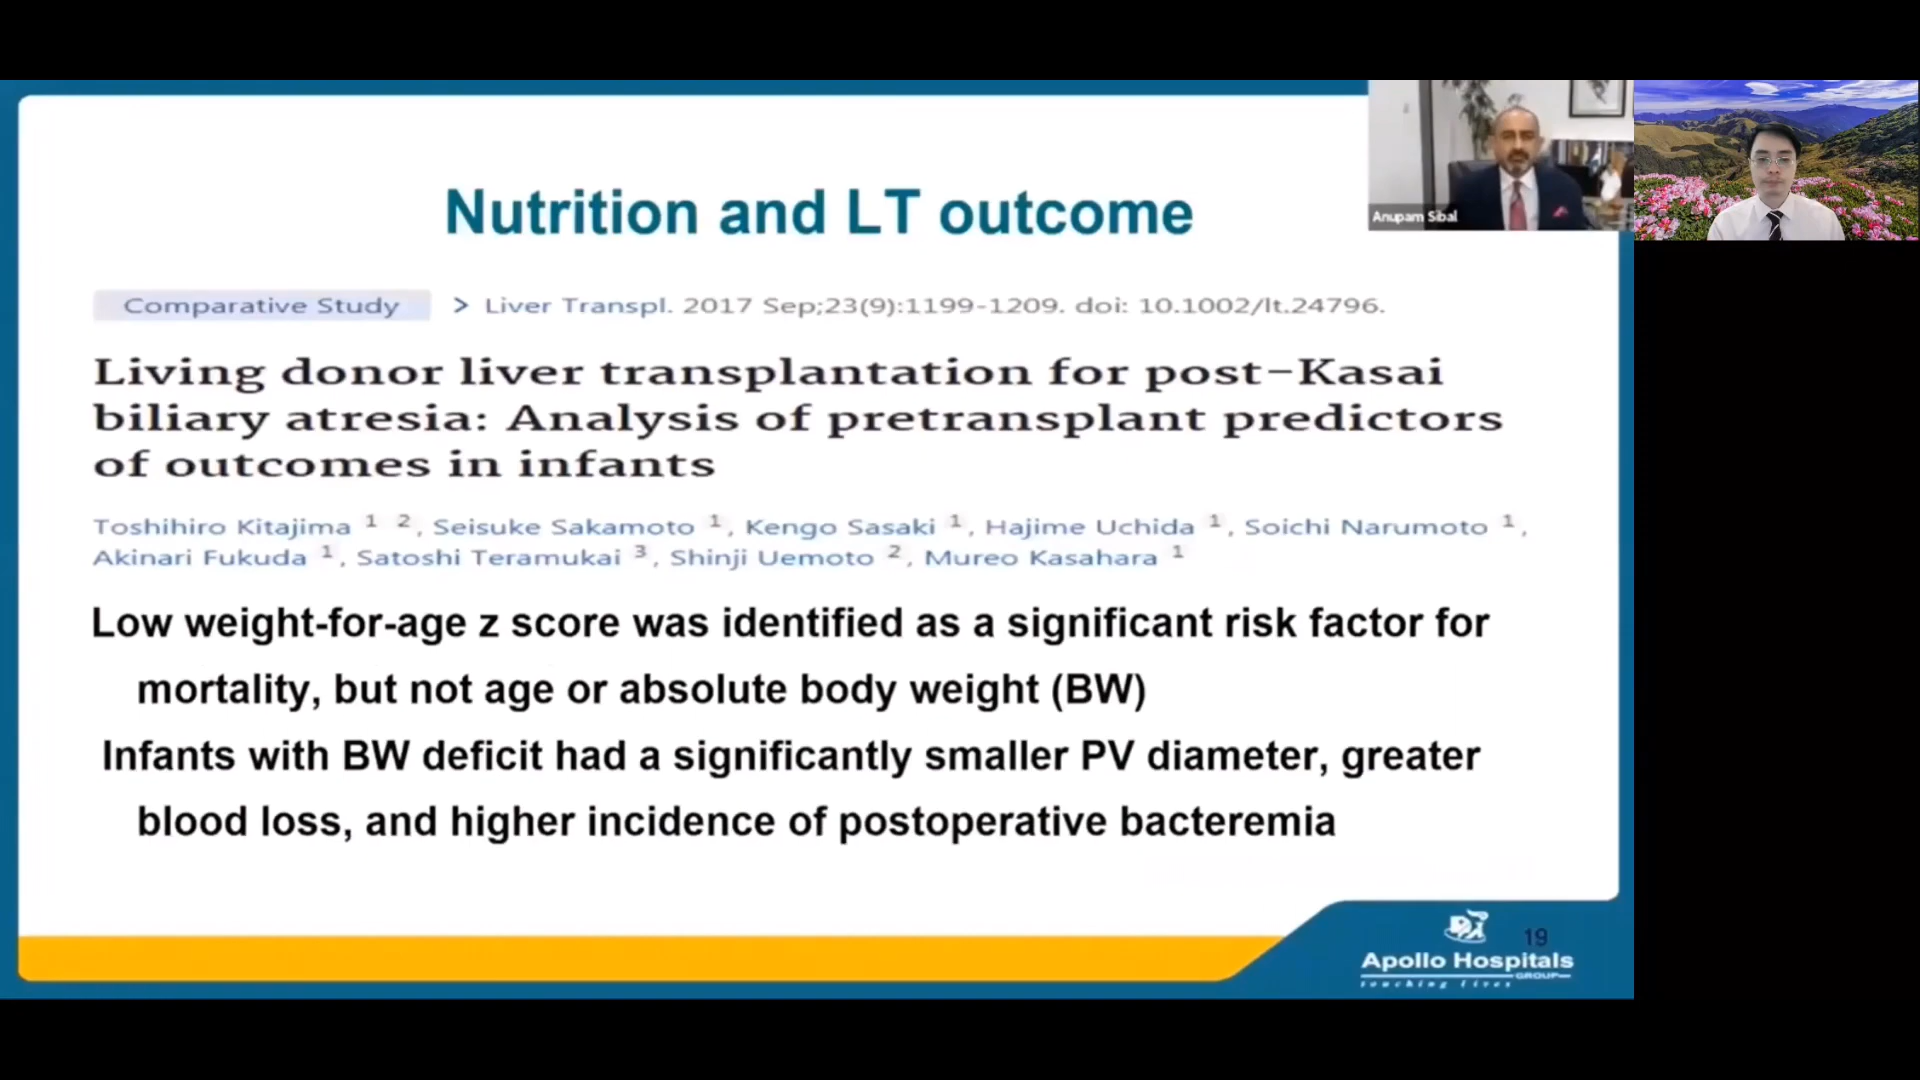 Nutrition and LT outcome
Anupam Sibal
Comparative Study > Liver Transpl. 2017 Sep;23(9):1199-1209. doi: 10.1002/lt.24796.
Living donor liver transplantation for post-Kasai
biliary atresia: Analysis of pretransplant predictors
of outcomes in infants
Toshihiro Kitajima 1 2, Seisuke Sakamoto 1, Kengo Sasaki 1, Hajime Uchida 1, Soichi Narumoto 1,
Akinari Fukuda 1, Satoshi Teramukai 3, Shinji Uemoto 2, Mureo Kasahara 1
Low weight-for-age z score was identified as a significant risk factor for
mortality, but not age or absolute body weight (BW)
Infants with BW deficit had a significantly smaller PV diameter, greater
blood loss, and higher incidence of postoperative bacteremia
19
Apollo Hospitals
GROUP
touching lives